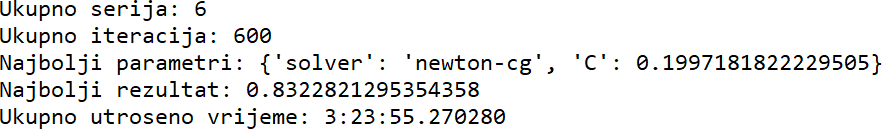 Ukupno serija: 6
Ukupno iteracija: 600
Najbolji parametri: {'solver': 'newton-cg', 'C': 0.1997181822229505}
Najbolji rezultat: 0.8322821295354358
Ukupno utroseno vrijeme: 3:23:55.270280